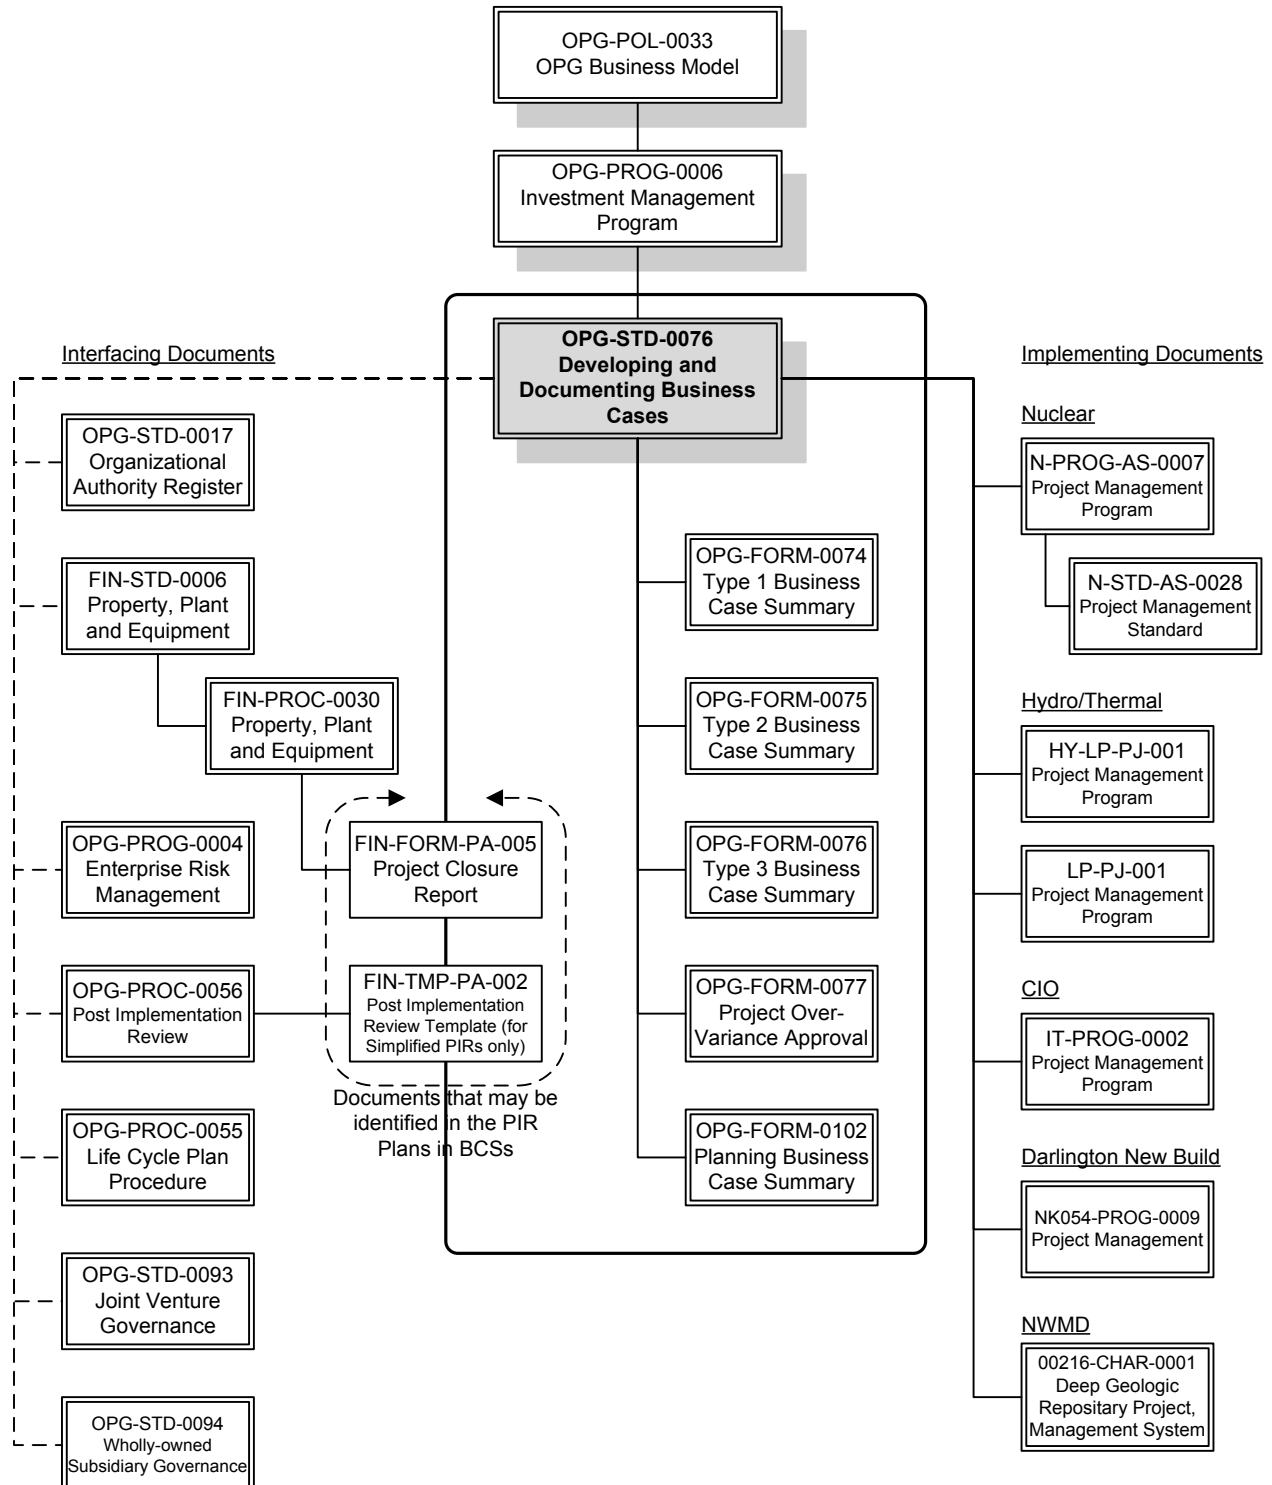 OPG-POL-0033
OPG Business Model
OPG-PROG-0006
Investment Management
Program
OPG-STD-0076
Developing and
Documenting Business
Cases
Interfacing Documents
OPG-STD-0017
Organizational
Authority Register
FIN-STD-0006
Property, Plant
and Equipment
FIN-PROC-0030
Property, Plant
and Equipment
OPG-PROG-0004
Enterprise Risk
Management
FIN-FORM-PA-005
Project Closure
Report
OPG-PROC-0056
Post Implementation
Review
FIN-TMP-PA-002
Post Implementation
Review Template (for
Simplified PIRs only)
Documents that may be
identified in the PIR
Plans in BCSs
OPG-PROC-0055
Life Cycle Plan
Procedure
OPG-STD-0093
Joint Venture
Governance
OPG-STD-0094
Wholly-owned
Subsidiary Governance
OPG-FORM-0074
Type 1 Business
Case Summary
OPG-FORM-0075
Type 2 Business
Case Summary
OPG-FORM-0076
Type 3 Business
Case Summary
OPG-FORM-0077
Project Over-
Variance Approval
OPG-FORM-0102
Planning Business
Case Summary
Implementing Documents
Nuclear
N-PROG-AS-0007
Project Management
Program
N-STD-AS-0028
Project Management
Standard
Hydro/Thermal
HY-LP-PJ-001
Project Management
Program
LP-PJ-001
Project Management
Program
CIO
IT-PROG-0002
Project Management
Program
Darlington New Build
NK054-PROG-0009
Project Management
NWMD
00216-CHAR-0001
Deep Geologic
Repositary Project,
Management System